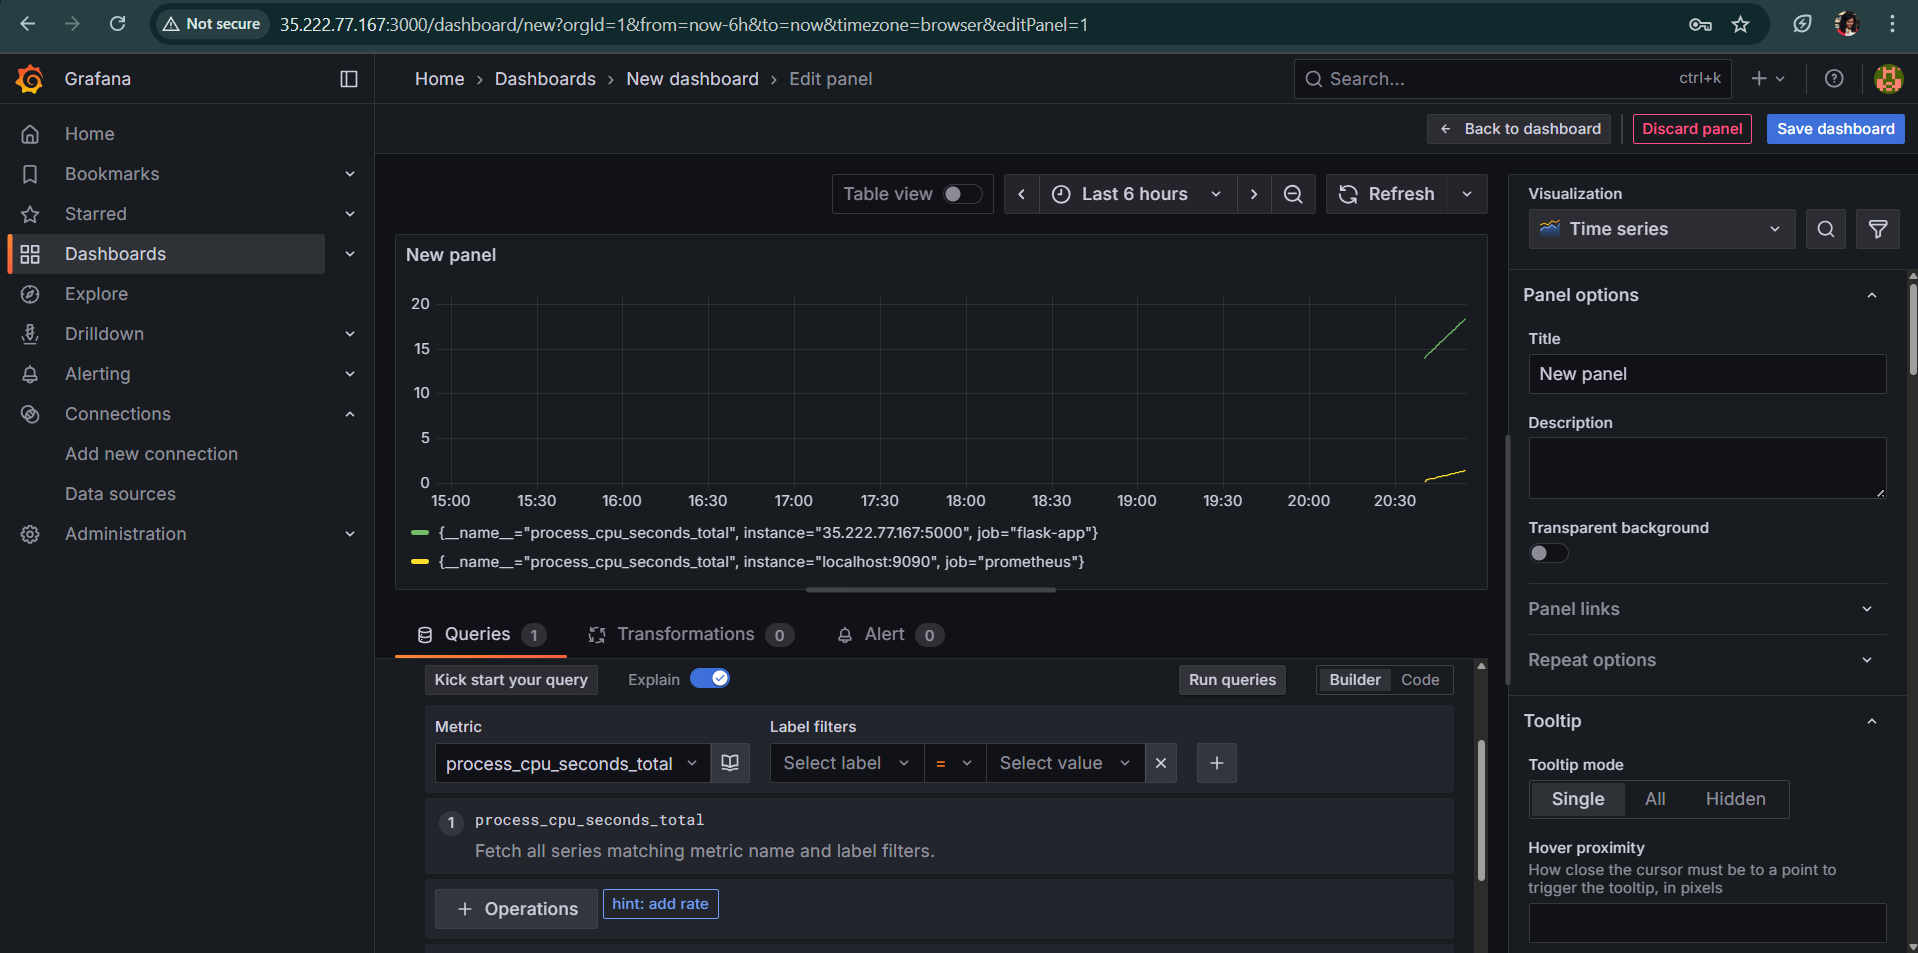 Not secure 35.222.77.167:3000/dashboard/new?orgId=1&from=now-6h&to=now&timezone=browser&editPanel=1
Grafana
Home › Dashboards › New dashboard › Edit panel
Search... ctrl+k
Back to dashboard Discard panel Save dashboard
Home
Bookmarks
Starred
Dashboards
Explore
Drilldown
Alerting
Connections
Add new connection
Data sources
Administration
Table view Last 6 hours Refresh
New panel
20
15
10
5
0
15:00 15:30 16:00 16:30 17:00 17:30 18:00 18:30 19:00 19:30 20:00 20:30
{__name__="process_cpu_seconds_total", instance="35.222.77.167:5000", job="flask-app"}
{__name__="process_cpu_seconds_total", instance="localhost:9090", job="prometheus"}
Queries 1 Transformations 0 Alert 0
Kick start your query Explain Run queries Builder Code
Metric Label filters
process_cpu_seconds_total Select label = Select value
1 process_cpu_seconds_total
Fetch all series matching metric name and label filters.
+ Operations hint: add rate
Visualization
Time series
Panel options
Title
New panel
Description
Transparent background
Panel links
Repeat options
Tooltip
Tooltip mode
Single All Hidden
Hover proximity
How close the cursor must be to a point to
trigger the tooltip, in pixels